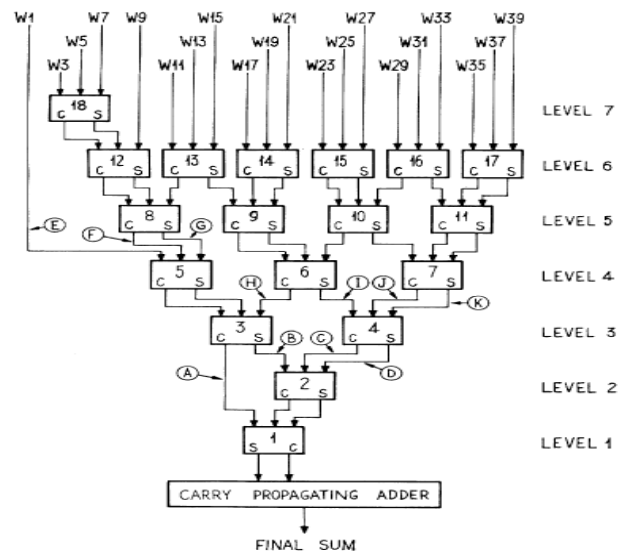 W1 W7 W9 W15 W21 W27 W33 W39
W5 W13 W19 W25 W31 W37
W3 W11 W17 W23 W29 W35
18
C S
LEVEL 7
12 13 14 15 16 17
C S C S C S C S C S C S
LEVEL 6
8 9 10 11
C S C S C S C S
LEVEL 5
E F G
5 6 7
C S C S C S
LEVEL 4
H I J K
3 4
C S C S
LEVEL 3
A B C D
2
C S
LEVEL 2
1
S C
LEVEL 1
CARRY PROPAGATING ADDER
FINAL SUM